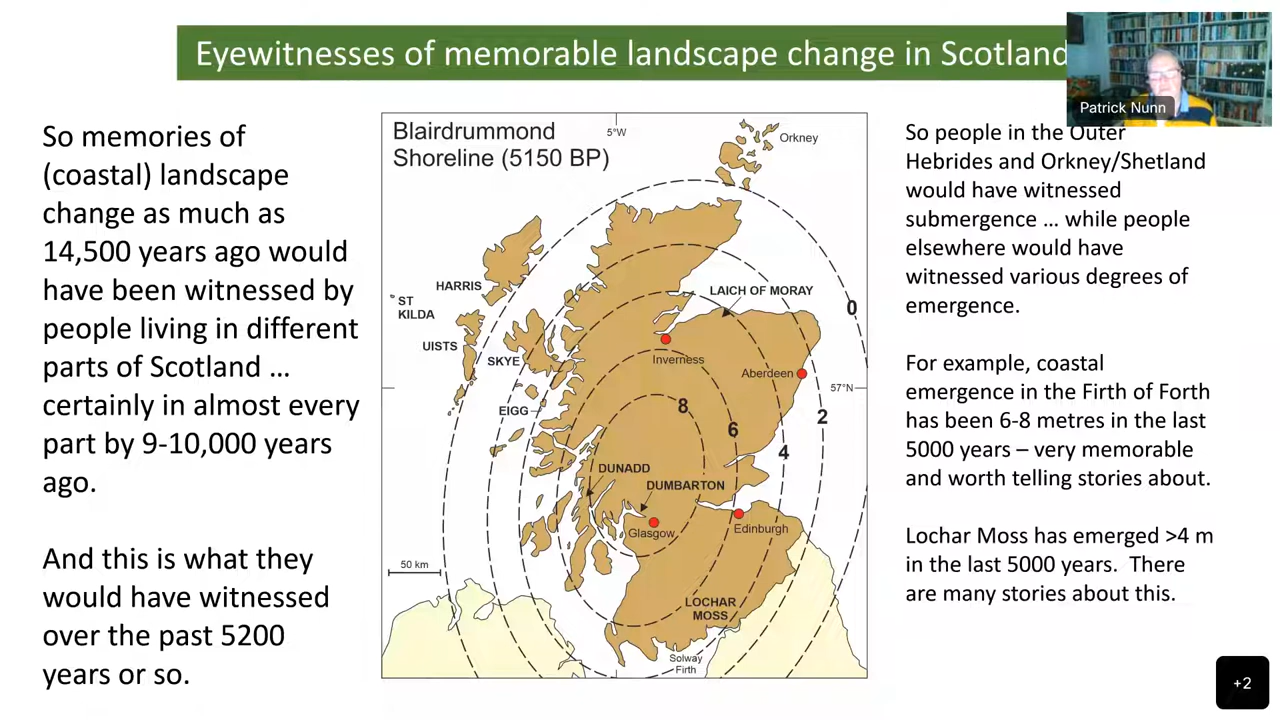 Eyewitnesses of memorable landscape change in Scotland
Patrick Nunn
So memories of
(coastal) landscape
change as much as
14,500 years ago would
have been witnessed by
people living in different
parts of Scotland ...
certainly in almost every
part by 9-10,000 years
ago.
And this is what they
would have witnessed
over the past 5200
years or so.
Blairdrummond
Shoreline (5150 BP)
5°W
Orkney
HARRIS
ST
KILDA
UISTS
SKYE
EIGG
LAICH OF MORAY
0
Inverness
Aberdeen
57°N
8
6
4
2
DUNADD
DUMBARTON
Glasgow
Edinburgh
50 km
LOCHAR
MOSS
Solway
Firth
So people in the Outer
Hebrides and Orkney/Shetland
would have witnessed
submergence ... while people
elsewhere would have
witnessed various degrees of
emergence.
For example, coastal
emergence in the Firth of Forth
has been 6-8 metres in the last
5000 years – very memorable
and worth telling stories about.
Lochar Moss has emerged >4 m
in the last 5000 years. There
are many stories about this.
+2